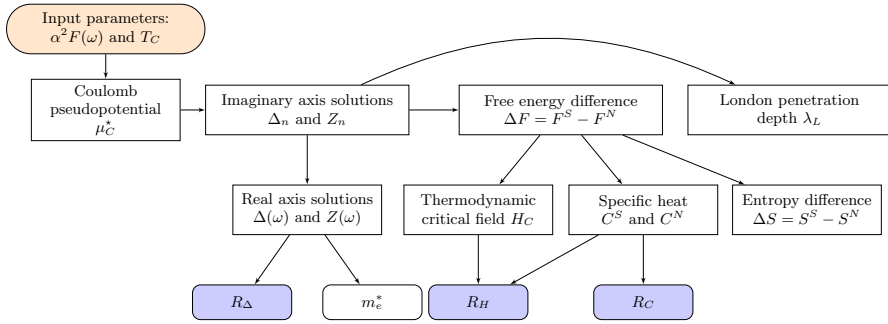 Input parameters:
α²F(ω) and T_C
Coulomb
pseudopotential
μ*_C
Imaginary axis solutions
Δ_n and Z_n
Free energy difference
ΔF = F^S − F^N
London penetration
depth λ_L
Real axis solutions
Δ(ω) and Z(ω)
Thermodynamic
critical field H_C
Specific heat
C^S and C^N
Entropy difference
ΔS = S^S − S^N
R_Δ
m*_e
R_H
R_C